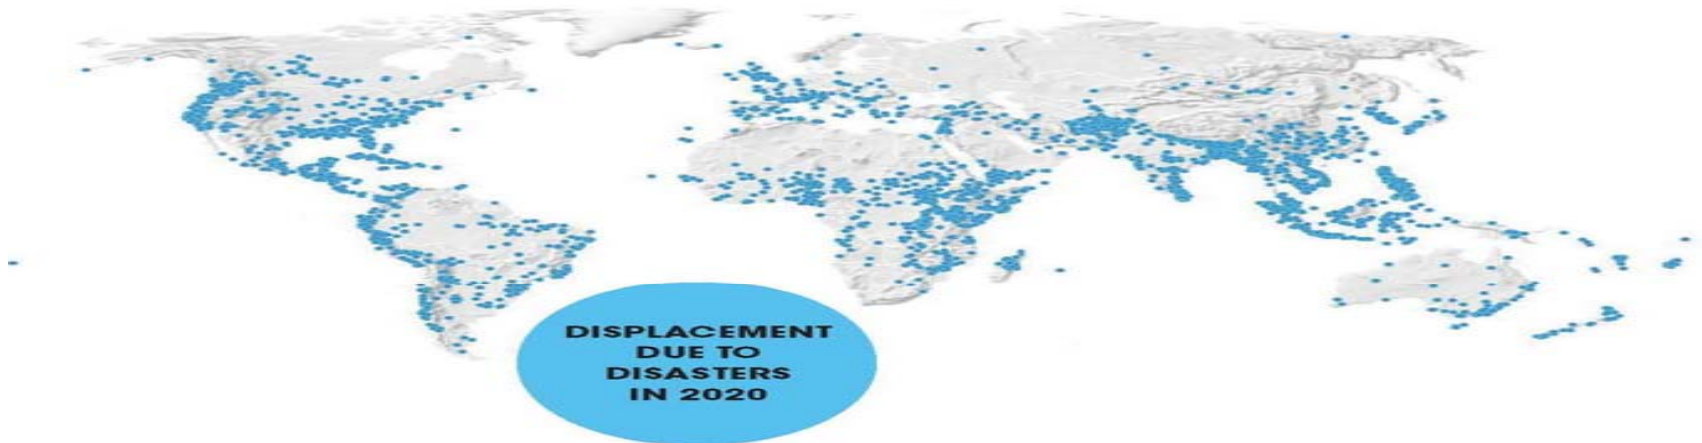 DISPLACEMENT
DUE TO
DISASTERS
IN 2020